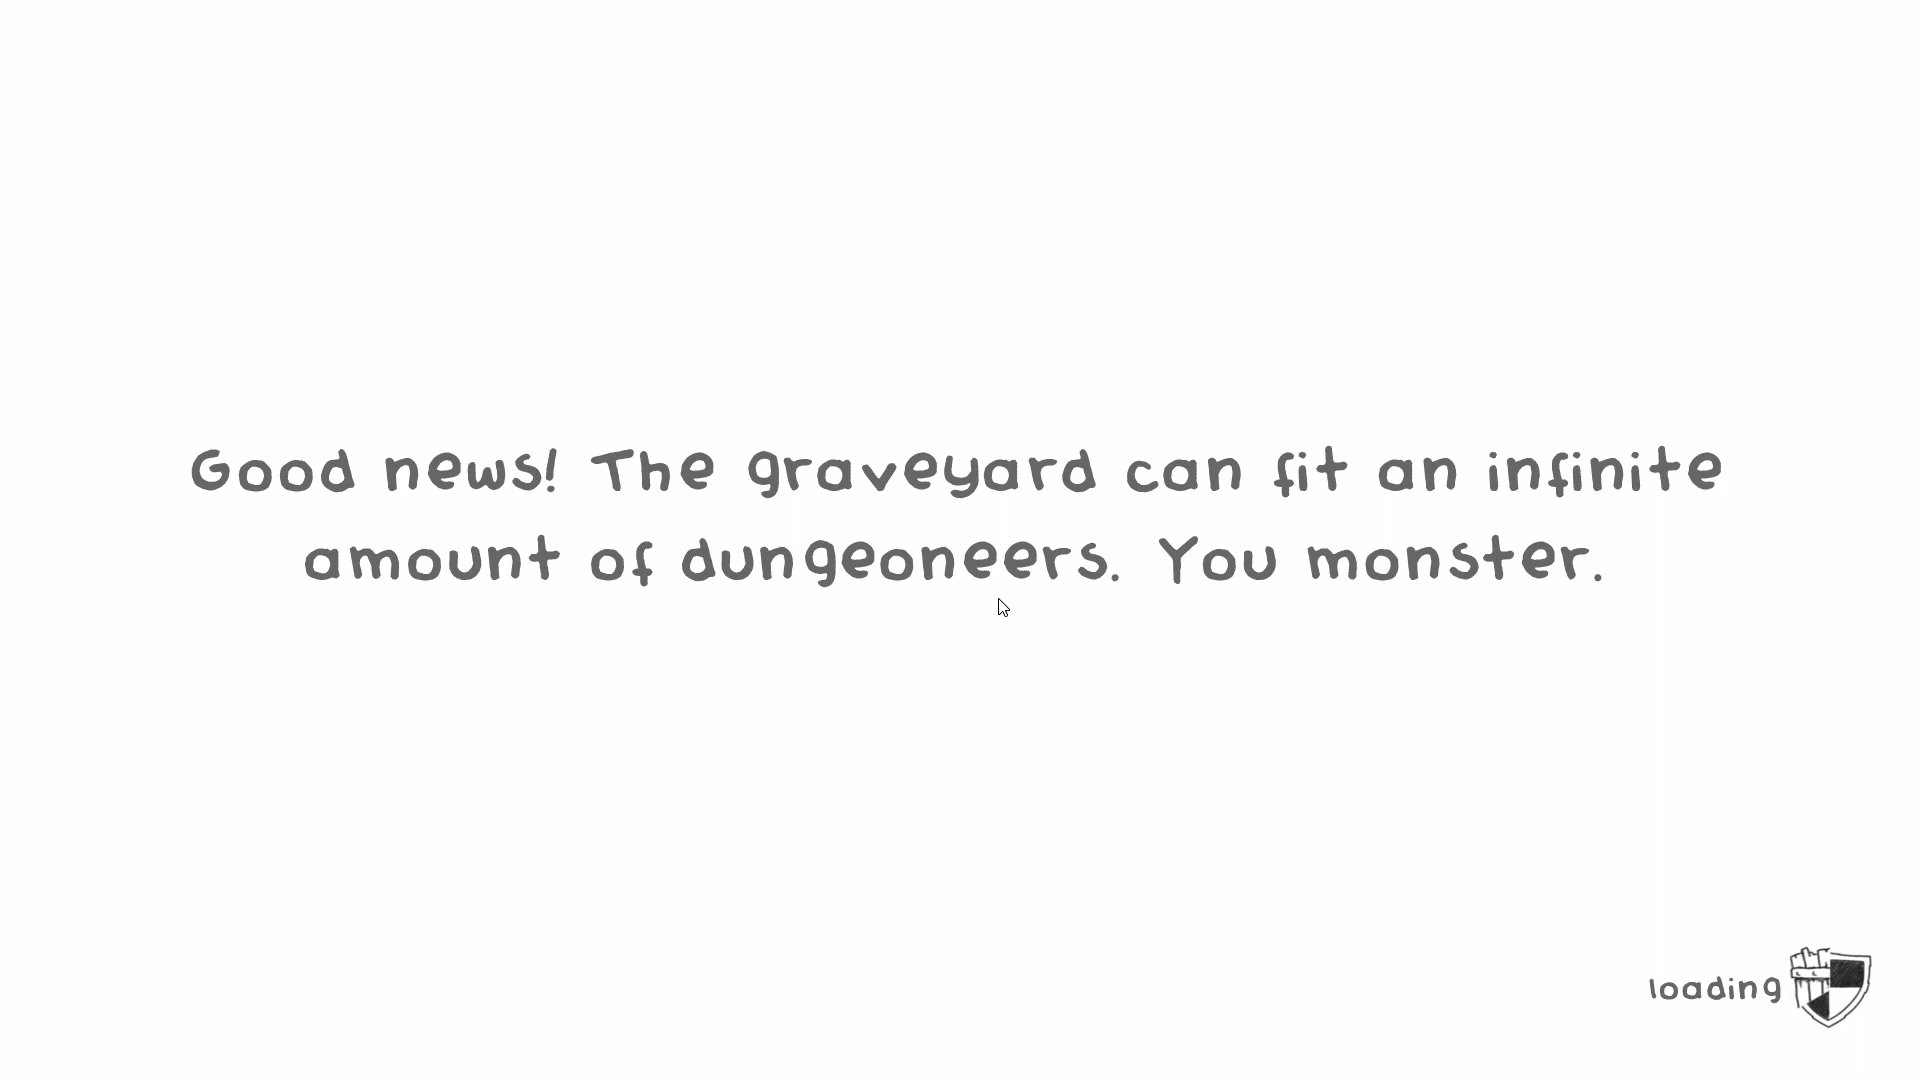 Good news! The graveyard can fit an infinite
amount of dungeoneers. You monster.
loading